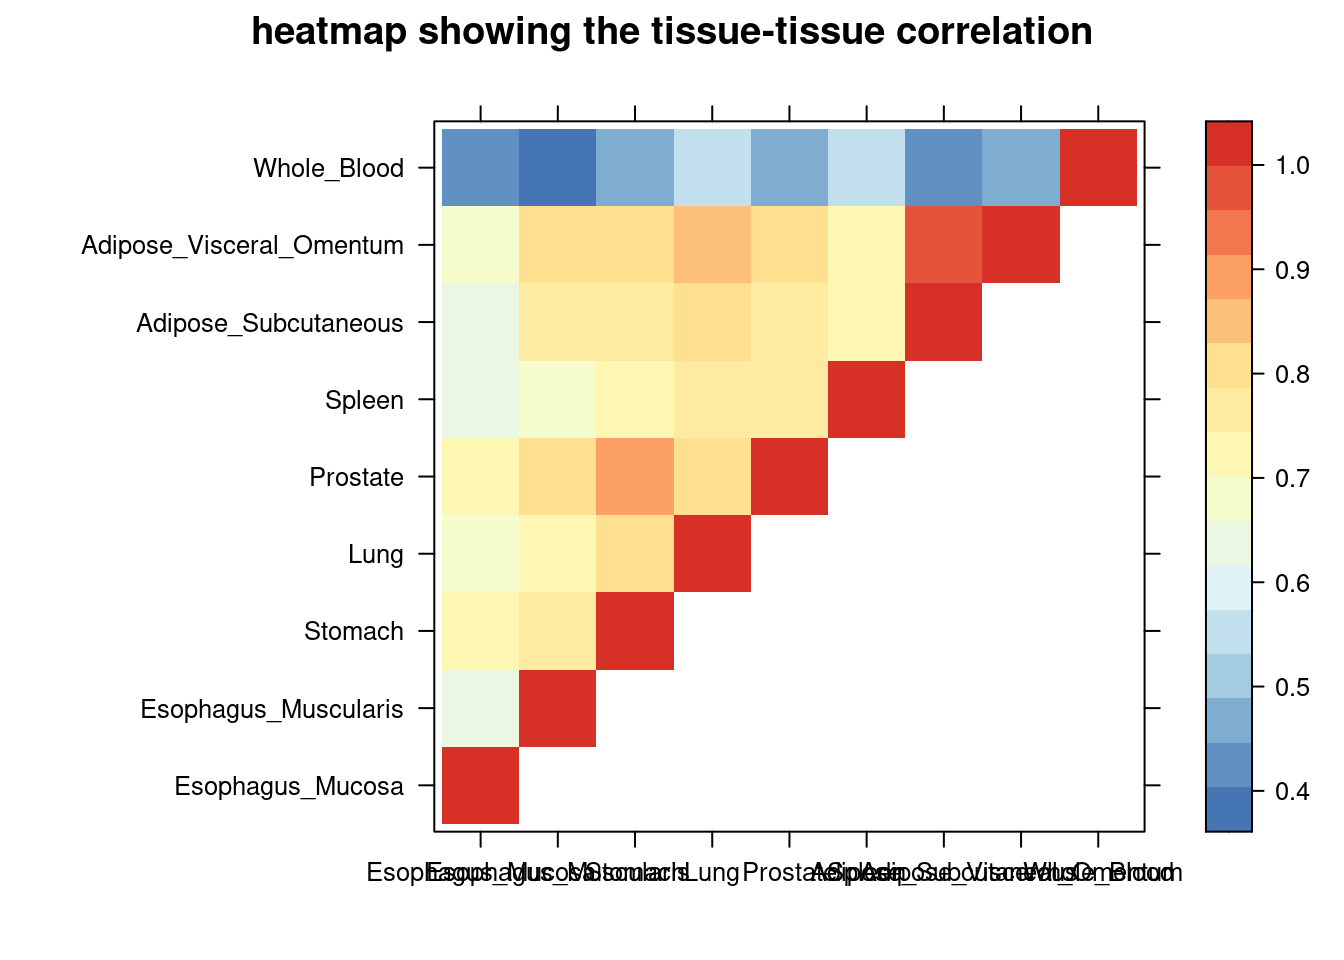 heatmap showing the tissue-tissue correlation
Whole_Blood
Adipose_Visceral_Omentum
Adipose_Subcutaneous
Spleen
Prostate
Lung
Stomach
Esophagus_Muscularis
Esophagus_Mucosa
1.0
0.9
0.8
0.7
0.6
0.5
0.4
Esophagus_Mucosa Esophagus_Muscularis Stomach Lung Prostate Spleen Adipose_Subcutaneous Adipose_Visceral_Omentum Whole_Blood